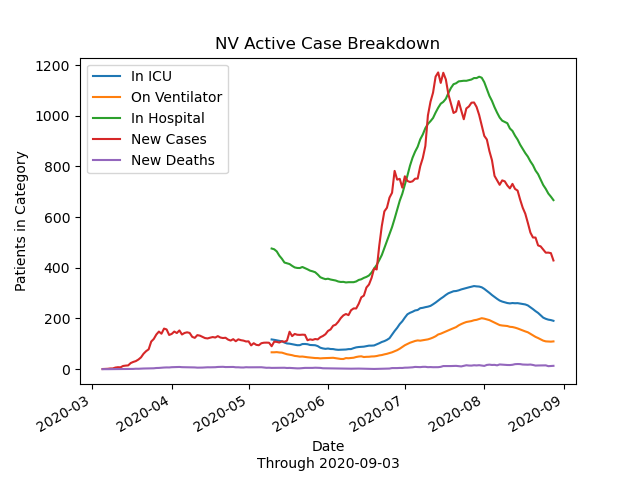 NV Active Case Breakdown
Patients in Category
1200
1000
800
600
400
200
0
In ICU
On Ventilator
In Hospital
New Cases
New Deaths
2020-03
2020-04
2020-05
2020-06
2020-07
2020-08
2020-09
Date
Through 2020-09-03